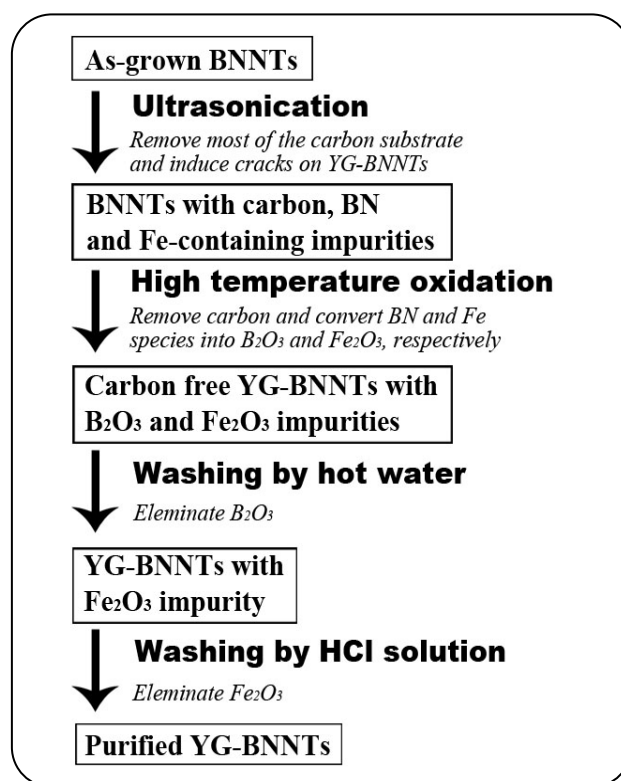 As-grown BNNTs
Ultrasonication
Remove most of the carbon substrate
and induce cracks on YG-BNNTs
BNNTs with carbon, BN
and Fe-containing impurities
High temperature oxidation
Remove carbon and convert BN and Fe
species into B₂O₃ and Fe₂O₃, respectively
Carbon free YG-BNNTs with
B₂O₃ and Fe₂O₃ impurities
Washing by hot water
Eleminate B₂O₃
YG-BNNTs with
Fe₂O₃ impurity
Washing by HCl solution
Eleminate Fe₂O₃
Purified YG-BNNTs